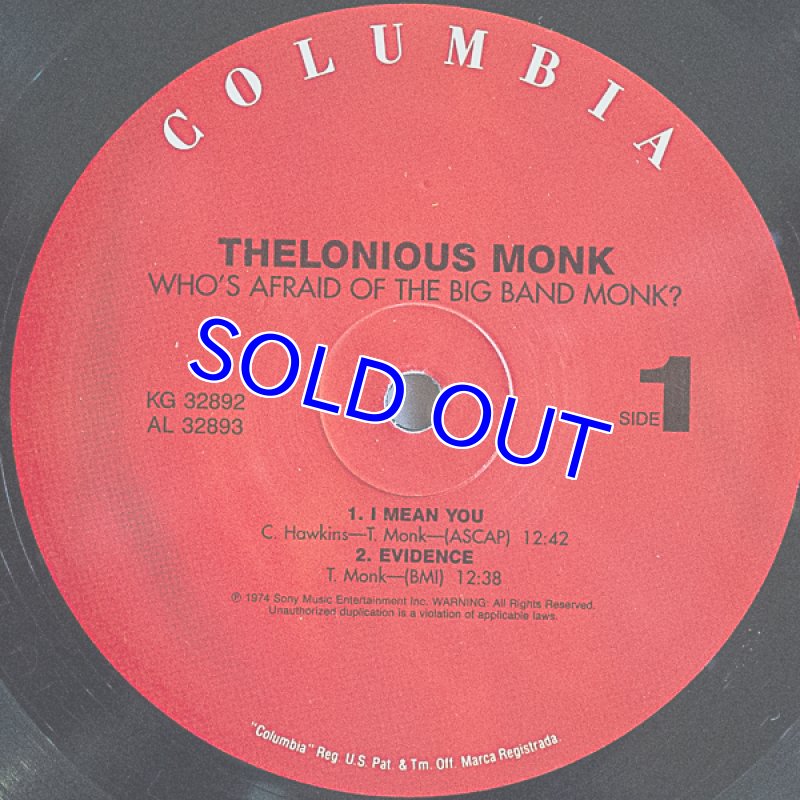 COLUMBIA
THELONIOUS MONK
WHO'S AFRAID OF THE BIG BAND MONK?
SOLD OUT
KG 32892
AL 32893
SIDE 1
1. I MEAN YOU
C. Hawkins—T. Monk—(ASCAP) 12:42
2. EVIDENCE
T. Monk—(BMI) 12:38
℗ 1974 Sony Music Entertainment Inc. WARNING: All Rights Reserved.
Unauthorized duplication is a violation of applicable laws.
"Columbia" Reg. U.S. Pat. & Tm. Off. Marca Registrada.